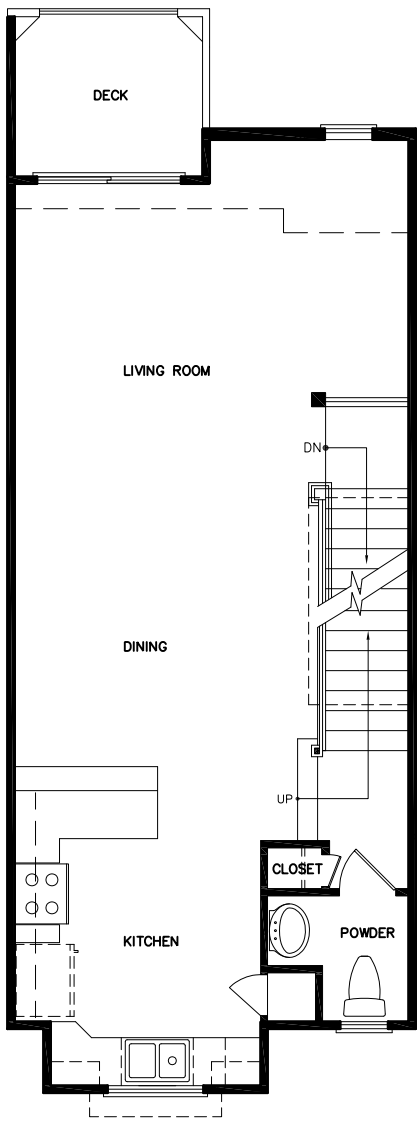 DECK
LIVING ROOM
DN
DINING
UP
CLOSET
POWDER
KITCHEN